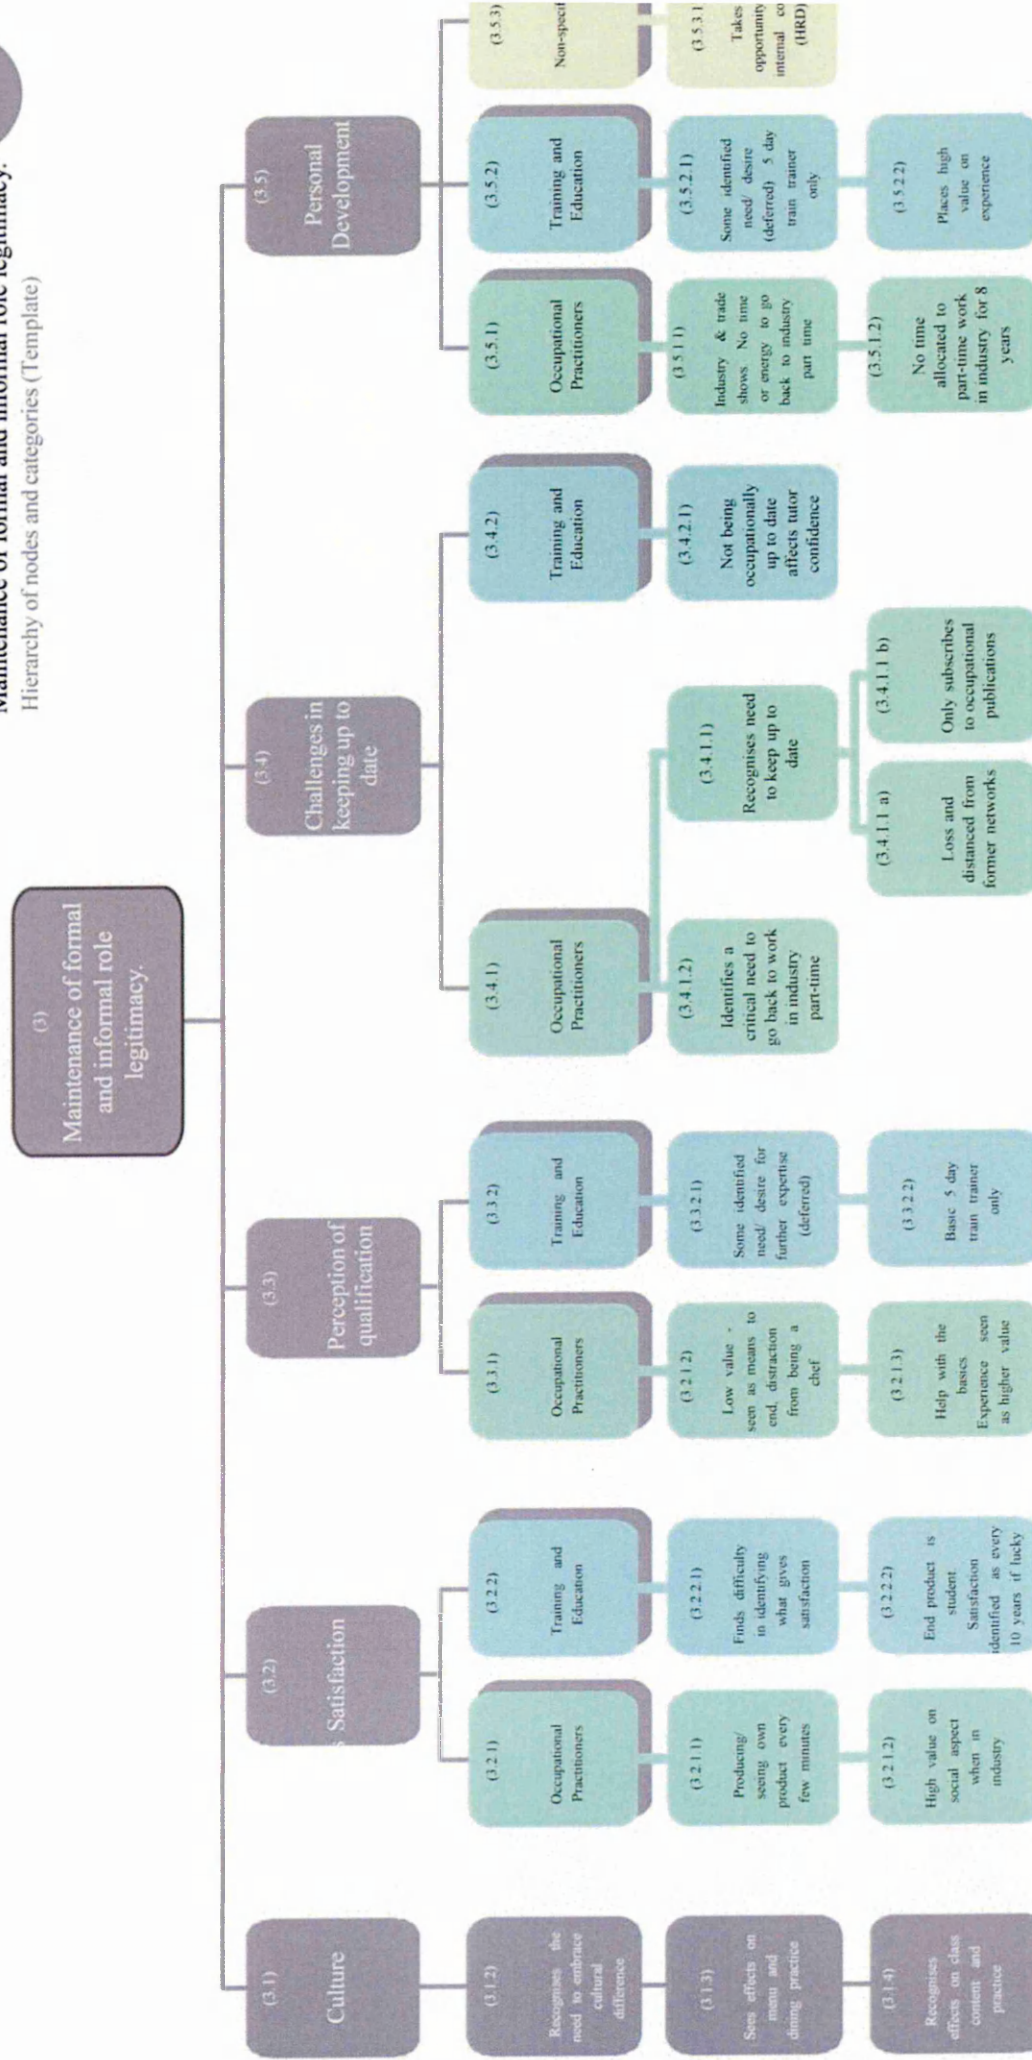 Maintenance of formal and informal role legitimacy.
Hierarchy of nodes and categories (Template)
(3)
Maintenance of formal
and informal role
legitimacy.
(3.1)
Culture
(3.1.2)
Recognises the
need to embrace
cultural
difference
(3.1.3)
Sees effects on
menu and
dining practice
(3.1.4)
Recognises
effects on class
content and
practice
(3.2)
s Satisfaction
(3.2.1)
Occupational
Practitioners
(3.2.1.1)
Producing/
seeing own
product every
few minutes
(3.2.1.2)
High value on
social aspect
when in
industry
(3.2.2)
Training and
Education
(3.2.2.1)
Finds difficulty
in identifying
what gives
satisfaction
(3.2.2.2)
End product is
student
Satisfaction
identified as every
10 years if lucky
(3.3)
Perception of
qualification
(3.3.1)
Occupational
Practitioners
(3.2.1.2)
Low value -
seen as means to
end, distraction
from being a
chef
(3.2.1.3)
Help with the
basics
Experience seen
as higher value
(3.3.2)
Training and
Education
(3.3.2.1)
Some identified
need/ desire for
further expertise
(deferred)
(3.3.2.2)
Basic 5 day
train trainer
only
(3.4)
Challenges in
keeping up to
date
(3.4.1)
Occupational
Practitioners
(3.4.1.2)
Identifies a
critical need to
go back to work
in industry
part-time
(3.4.1.1)
Recognises need
to keep up to
date
(3.4.1.1 a)
Loss and
distanced from
former networks
(3.4.1.1 b)
Only subscribes
to occupational
publications
(3.4.2)
Training and
Education
(3.4.2.1)
Not being
occupationally
up to date
affects tutor
confidence
(3.5)
Personal
Development
(3.5.1)
Occupational
Practitioners
(3.5.1.1)
Industry & trade
shows. No time
or energy to go
back to industry
part time
(3.5.1.2)
No time
allocated to
part-time work
in industry for 8
years
(3.5.2)
Training and
Education
(3.5.2.1)
Some identified
need/ desire
(deferred) 5 day
train trainer
only
(3.5.2.2)
Places high
value on
experience
(3.5.3)
Non-specif
(3.5.3.1
Takes
opportunity
internal co
(HRD)